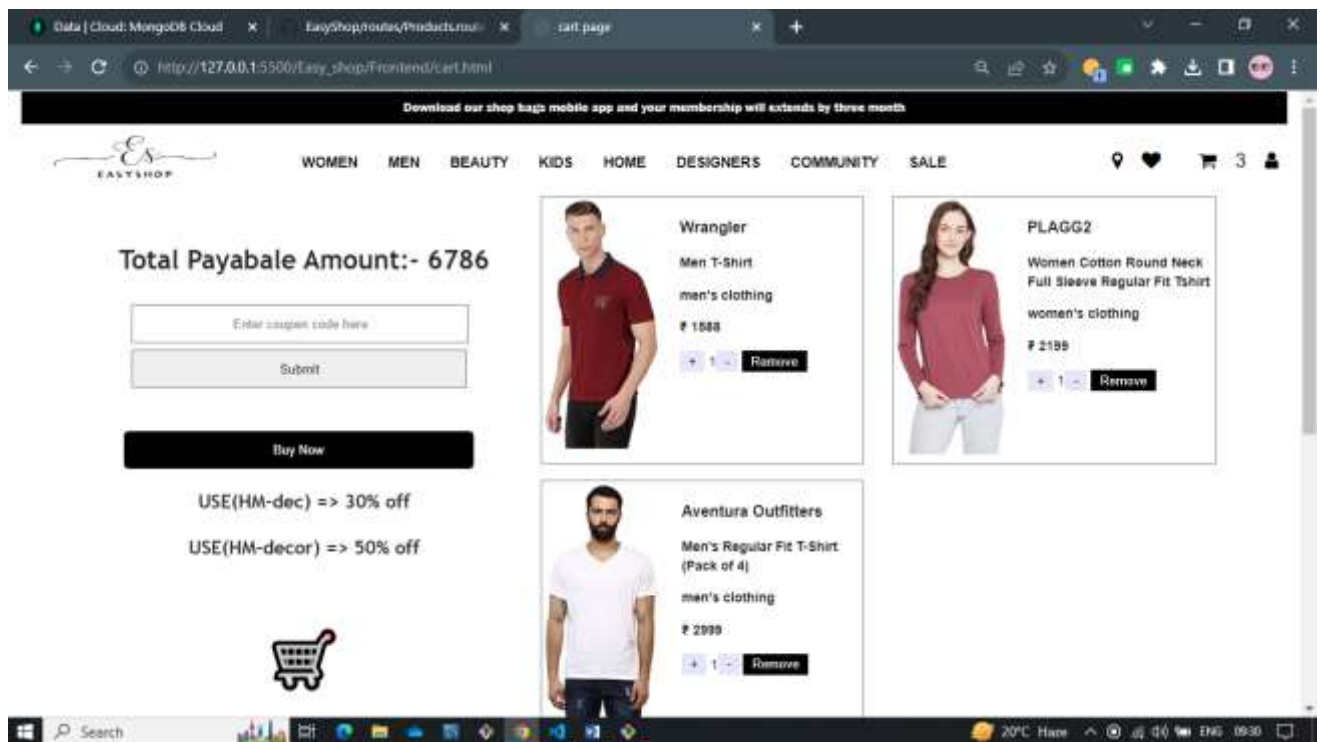 Data | Cloud: MongoDB Cloud
EasyShop/routes/Products.rout
cart page
http://127.0.0.1:5500/Easy_shop/Frontend/cart.html
Download our shop bags mobile app and your membership will extends by three month
Es
EASYSHOP
WOMEN MEN BEAUTY KIDS HOME DESIGNERS COMMUNITY SALE 3
Total Payabale Amount:- 6786
Enter coupen code here
Submit
Buy Now
USE(HM-dec) => 30% off
USE(HM-decor) => 50% off
Wrangler
Men T-Shirt
men's clothing
₹ 1588
+ 1 - Remove
PLAGG2
Women Cotton Round Neck
Full Sleeve Regular Fit Tshirt
women's clothing
₹ 2199
+ 1 - Remove
Aventura Outfitters
Men's Regular Fit T-Shirt
(Pack of 4)
men's clothing
₹ 2999
+ 1 - Remove
Search
20°C Haze ENG 09:30